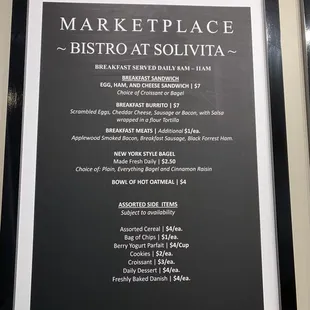 MARKETPLACE
~ BISTRO AT SOLIVITA ~
BREAKFAST SERVED DAILY 8AM – 11AM
BREAKFAST SANDWICH
EGG, HAM, AND CHEESE SANDWICH | $7
Choice of Croissant or Bagel
BREAKFAST BURRITO | $7
Scrambled Eggs, Cheddar Cheese, Sausage or Bacon, with Salsa
wrapped in a flour Tortilla
BREAKFAST MEATS | Additional $1/ea.
Applewood Smoked Bacon, Breakfast Sausage, Black Forrest Ham.
NEW YORK STYLE BAGEL
Made Fresh Daily | $2.50
Choice of: Plain, Everything Bagel and Cinnamon Raisin
BOWL OF HOT OATMEAL | $4
ASSORTED SIDE ITEMS
Subject to availability
Assorted Cereal | $4/ea.
Bag of Chips | $1/ea.
Berry Yogurt Parfait | $4/Cup
Cookies | $2/ea.
Croissant | $3/ea.
Daily Dessert | $4/ea.
Freshly Baked Danish | $4/ea.